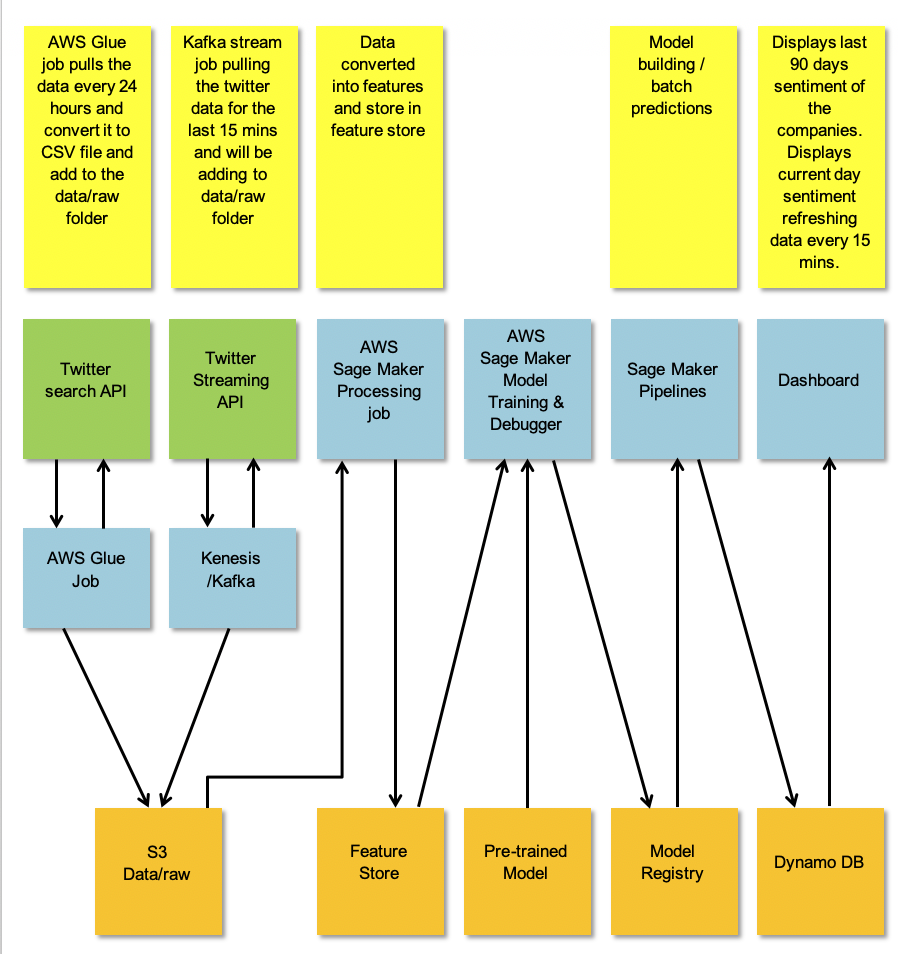 AWS Glue
job pulls the
data every 24
hours and
convert it to
CSV file and
add to the
data/raw
folder
Kafka stream
job pulling
the twitter
data for the
last 15 mins
and will be
adding to
data/raw
folder
Data
converted
into features
and store in
feature store
Model
building /
batch
predictions
Displays last
90 days
sentiment of
the
companies.
Displays
current day
sentiment
refreshing
data every 15
mins.
Twitter
search API
Twitter
Streaming
API
AWS
Sage Maker
Processing
job
AWS
Sage Maker
Model
Training &
Debugger
Sage Maker
Pipelines
Dashboard
AWS Glue
Job
Kenesis
/Kafka
S3
Data/raw
Feature
Store
Pre-trained
Model
Model
Registry
Dynamo DB